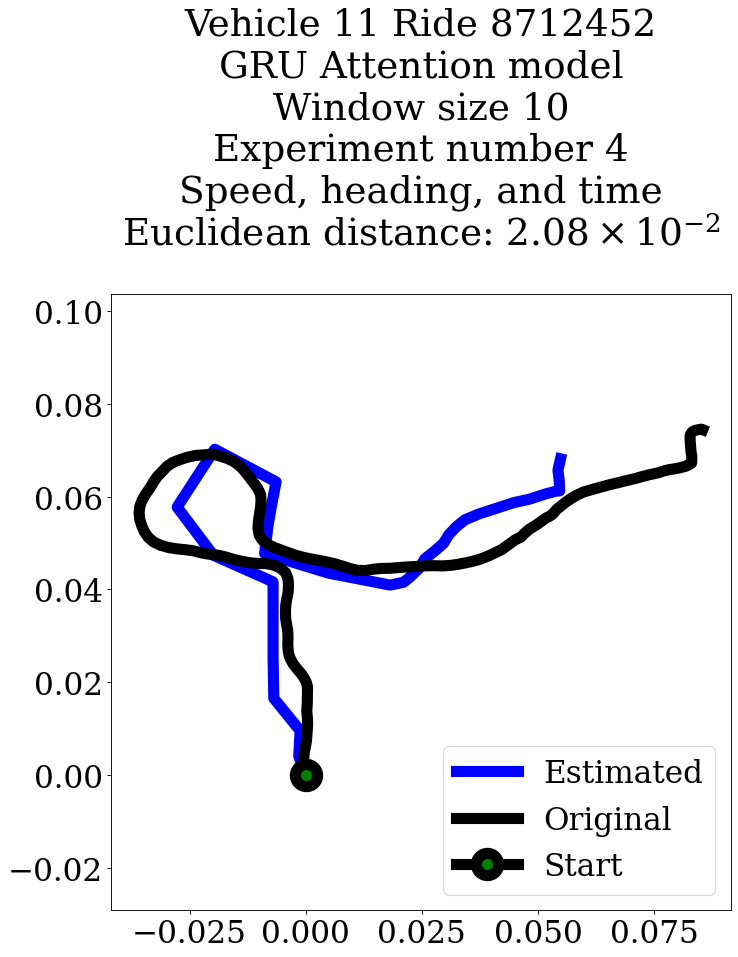 Vehicle 11 Ride 8712452
GRU Attention model
Window size 10
Experiment number 4
Speed, heading, and time
Euclidean distance: 2.08 × 10⁻²
0.10
0.08
0.06
0.04
0.02
0.00
−0.02
Estimated
Original
Start
−0.025 0.000 0.025 0.050 0.075